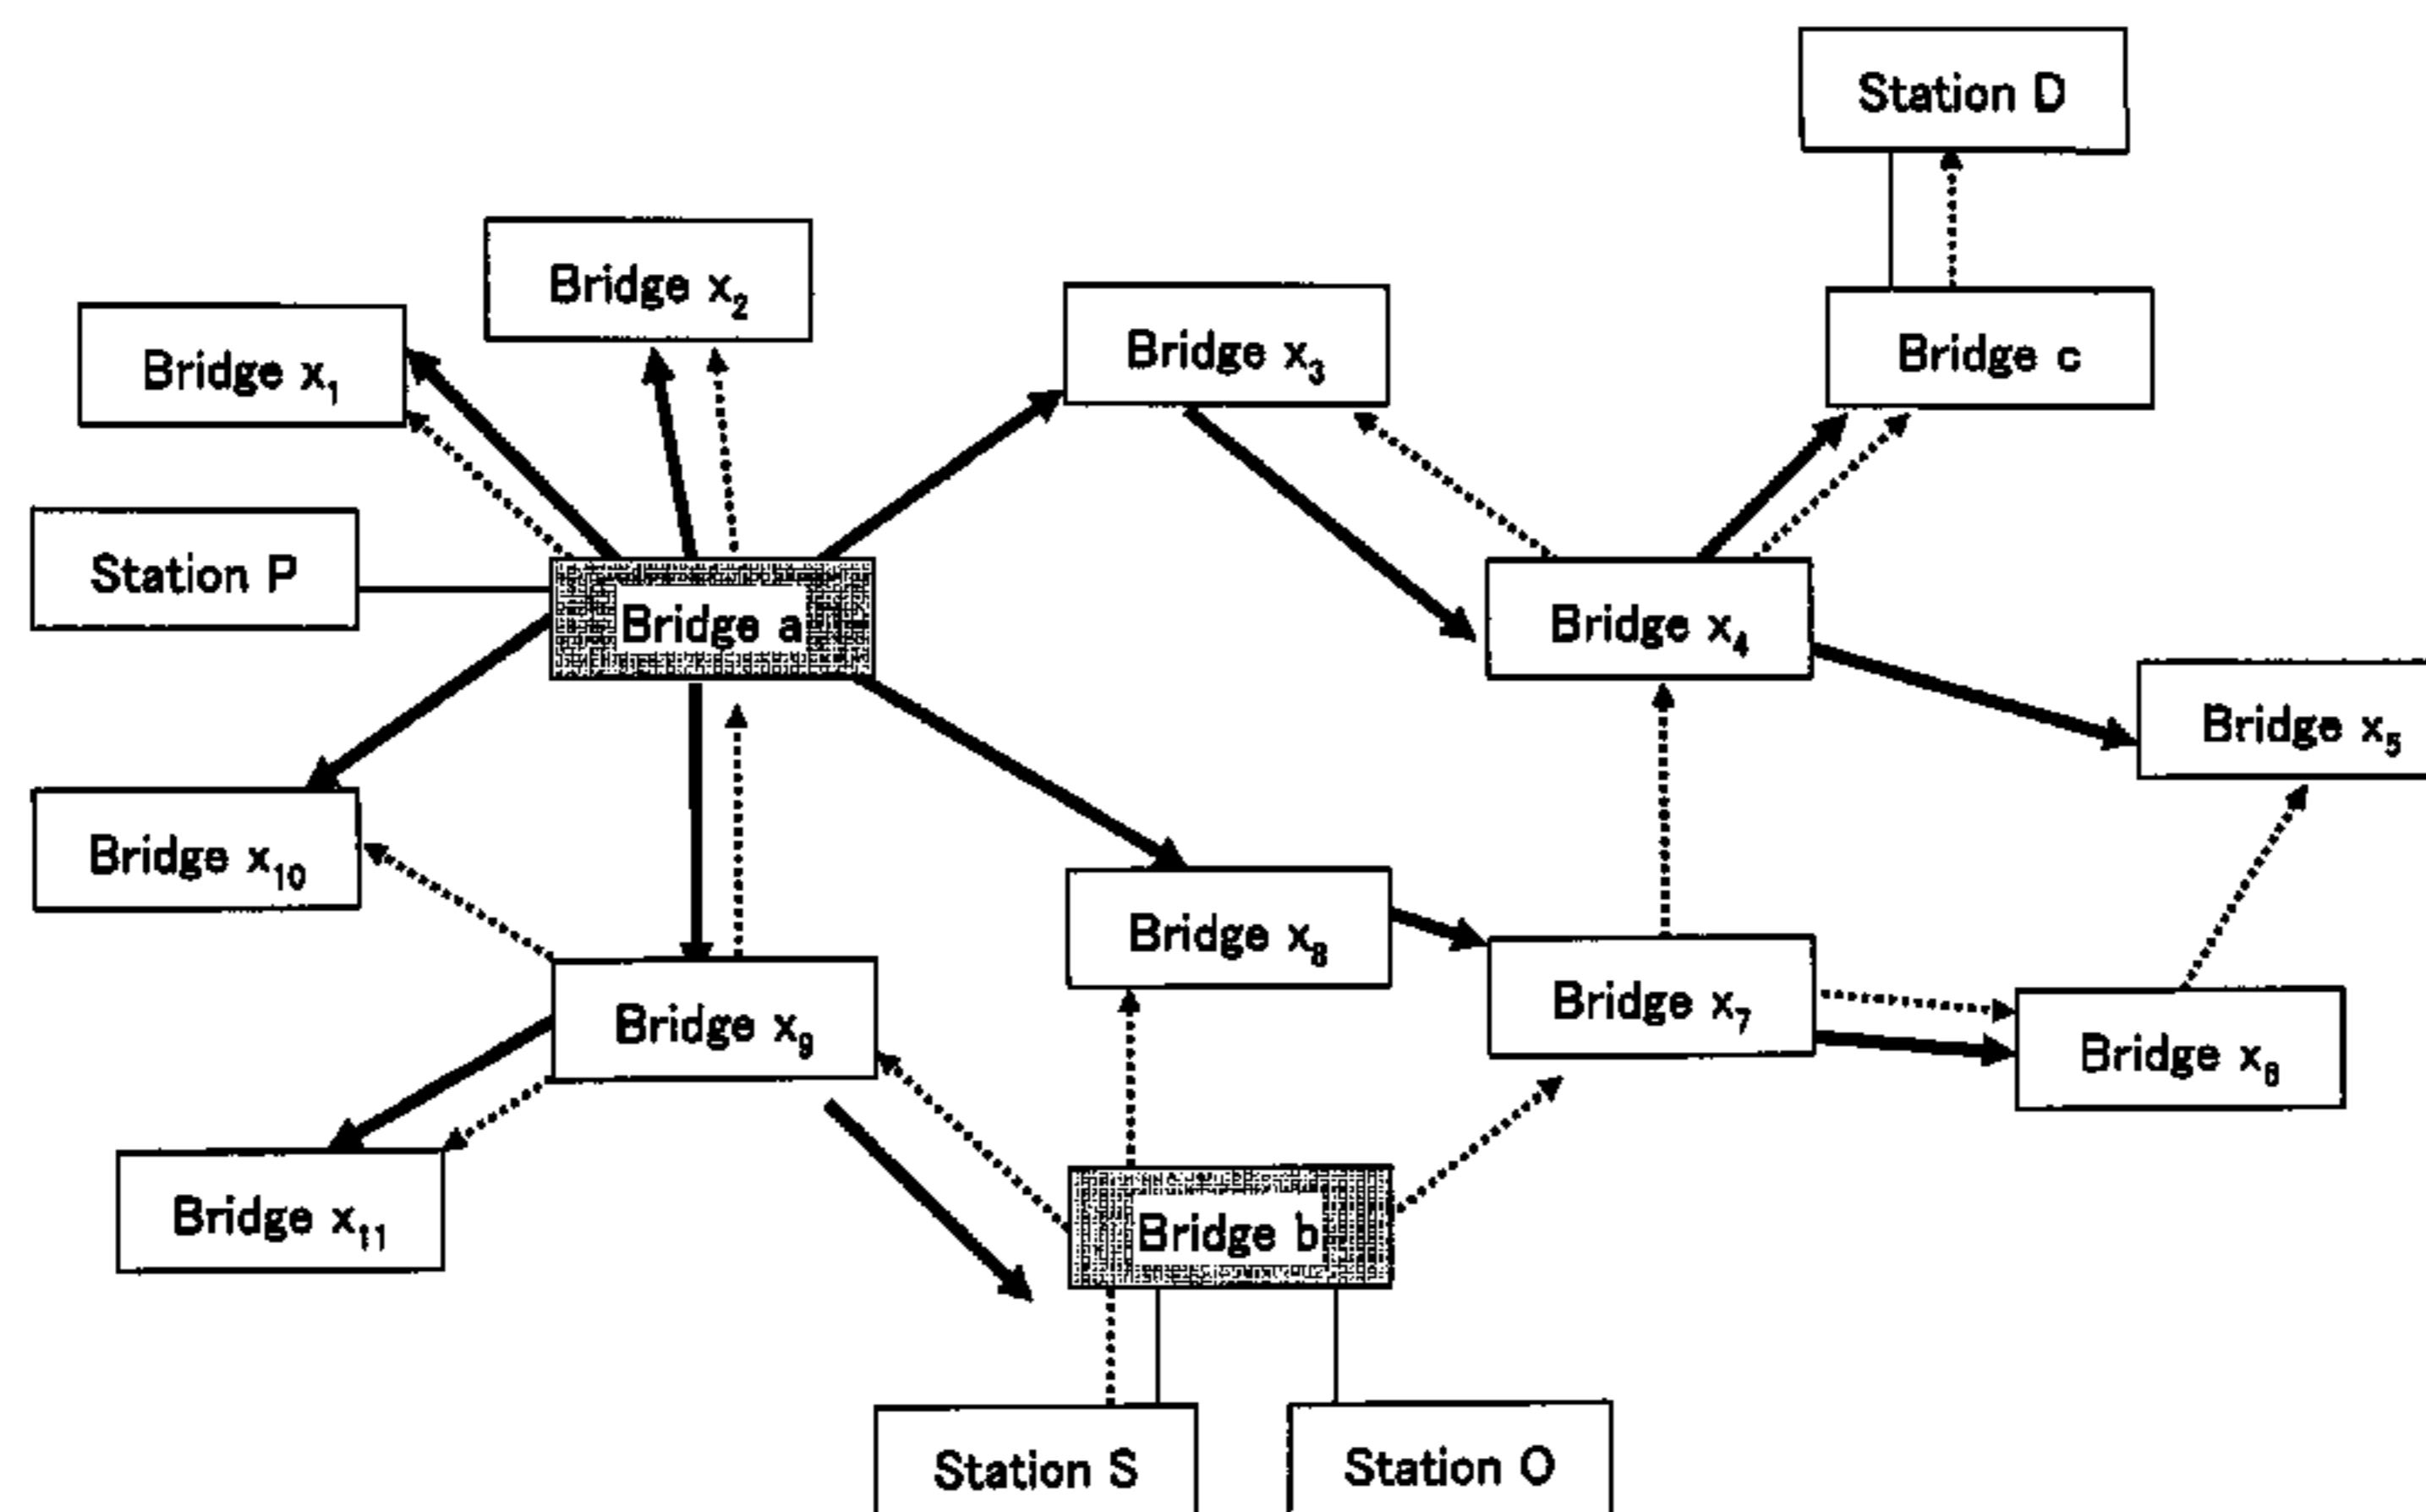 Station D
Bridge x₂
Bridge x₁
Bridge x₃
Bridge c
Station P
Bridge a
Bridge x₄
Bridge x₅
Bridge x₁₀
Bridge x₈
Bridge x₇
Bridge x₉
Bridge x₆
Bridge x₁₁
Bridge b
Station S
Station O